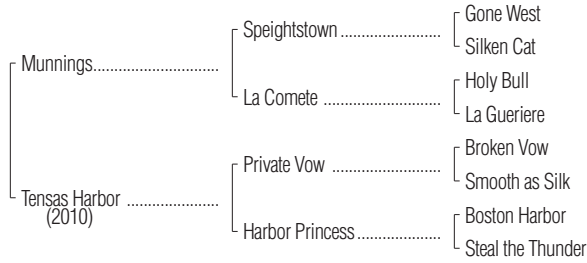 Gone West
Speightstown
Silken Cat
Munnings
Holy Bull
La Comete
La Gueriere
Broken Vow
Private Vow
Smooth as Silk
Tensas Harbor
(2010)
Boston Harbor
Harbor Princess
Steal the Thunder